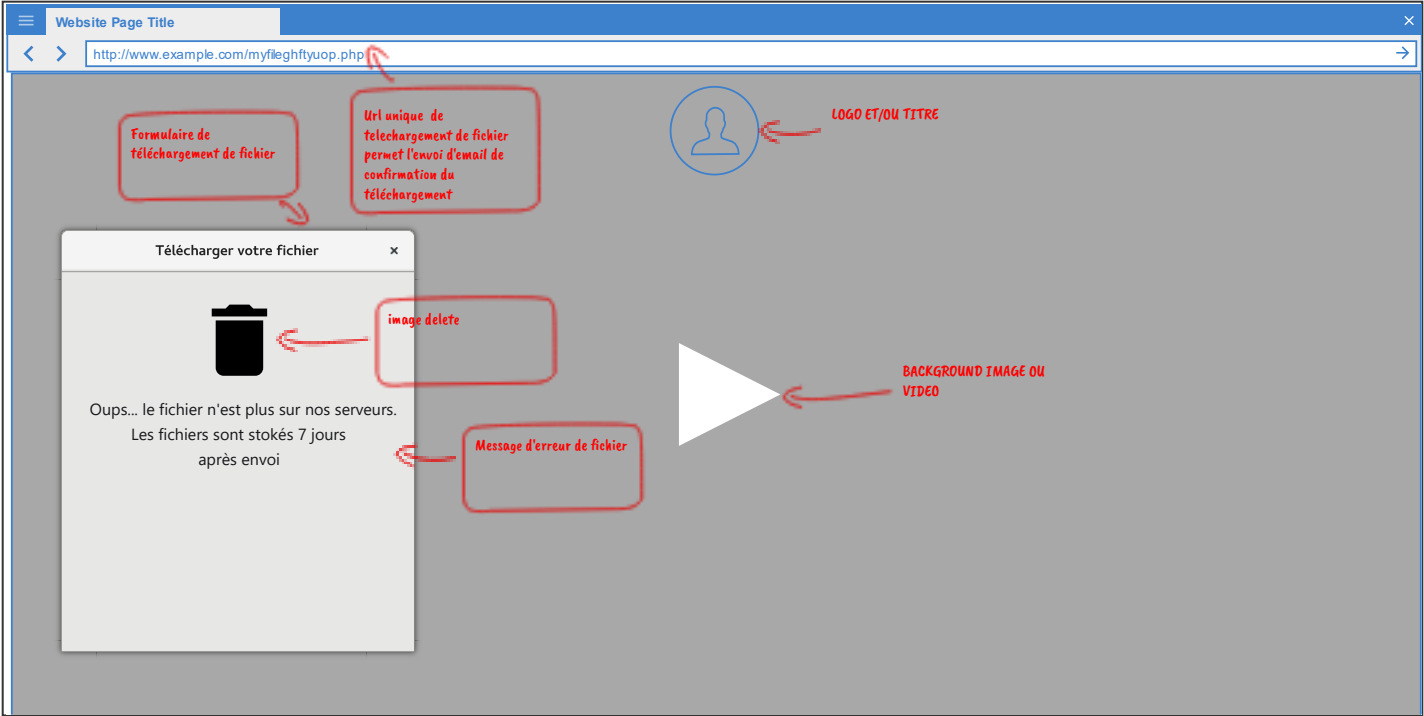 Website Page Title
http://www.example.com/myfileghftyuop.php
Formulaire de
téléchargement de fichier
Url unique de
telechargement de fichier
permet l'envoi d'email de
confirmation du
téléchargement
LOGO ET/OU TITRE
Télécharger votre fichier
image delete
Oups... le fichier n'est plus sur nos serveurs.
Les fichiers sont stokés 7 jours
après envoi
Message d'erreur de fichier
BACKGROUND IMAGE OU
VIDEO